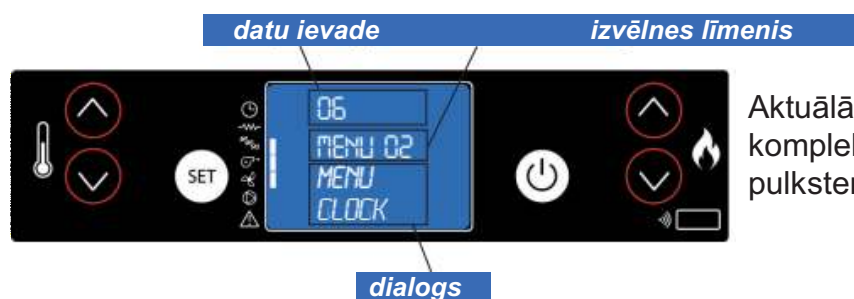 datu ievade izvēlnes līmenis
06
MENU 02
MENU
CLOCK
SET
dialogs
Aktuālā
komplek
pulkster